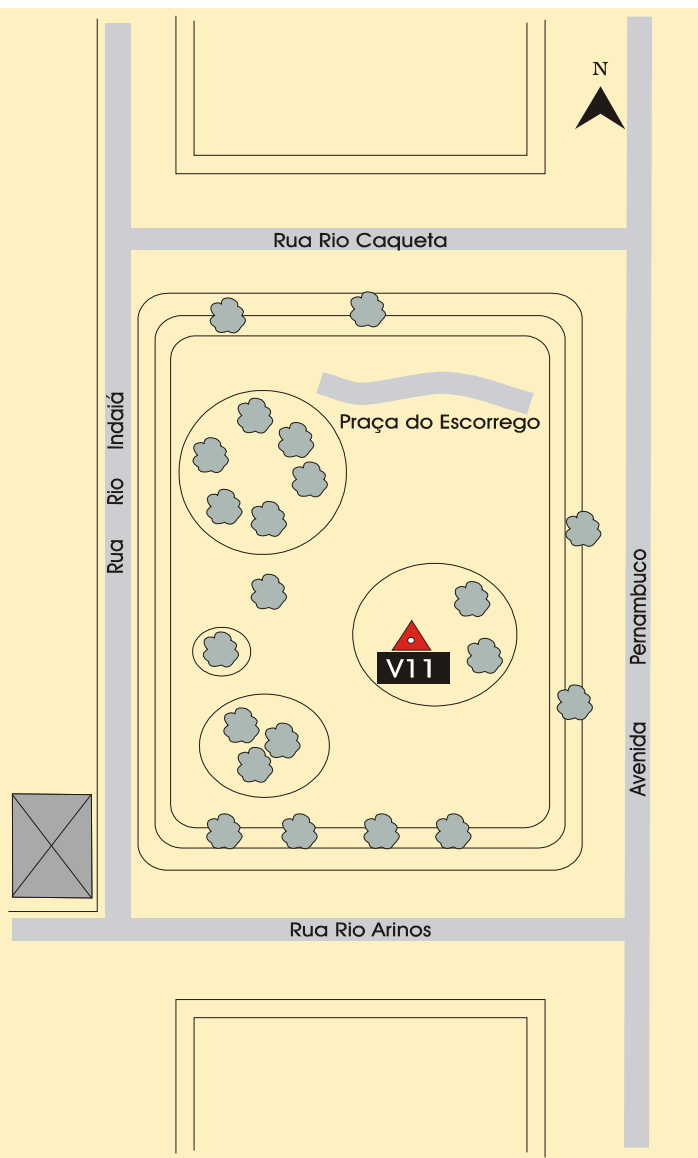 N
Rua Rio Caqueta
Praça do Escorrego
Rua Rio Indaiá
V11
Avenida Pernambuco
Rua Rio Arinos